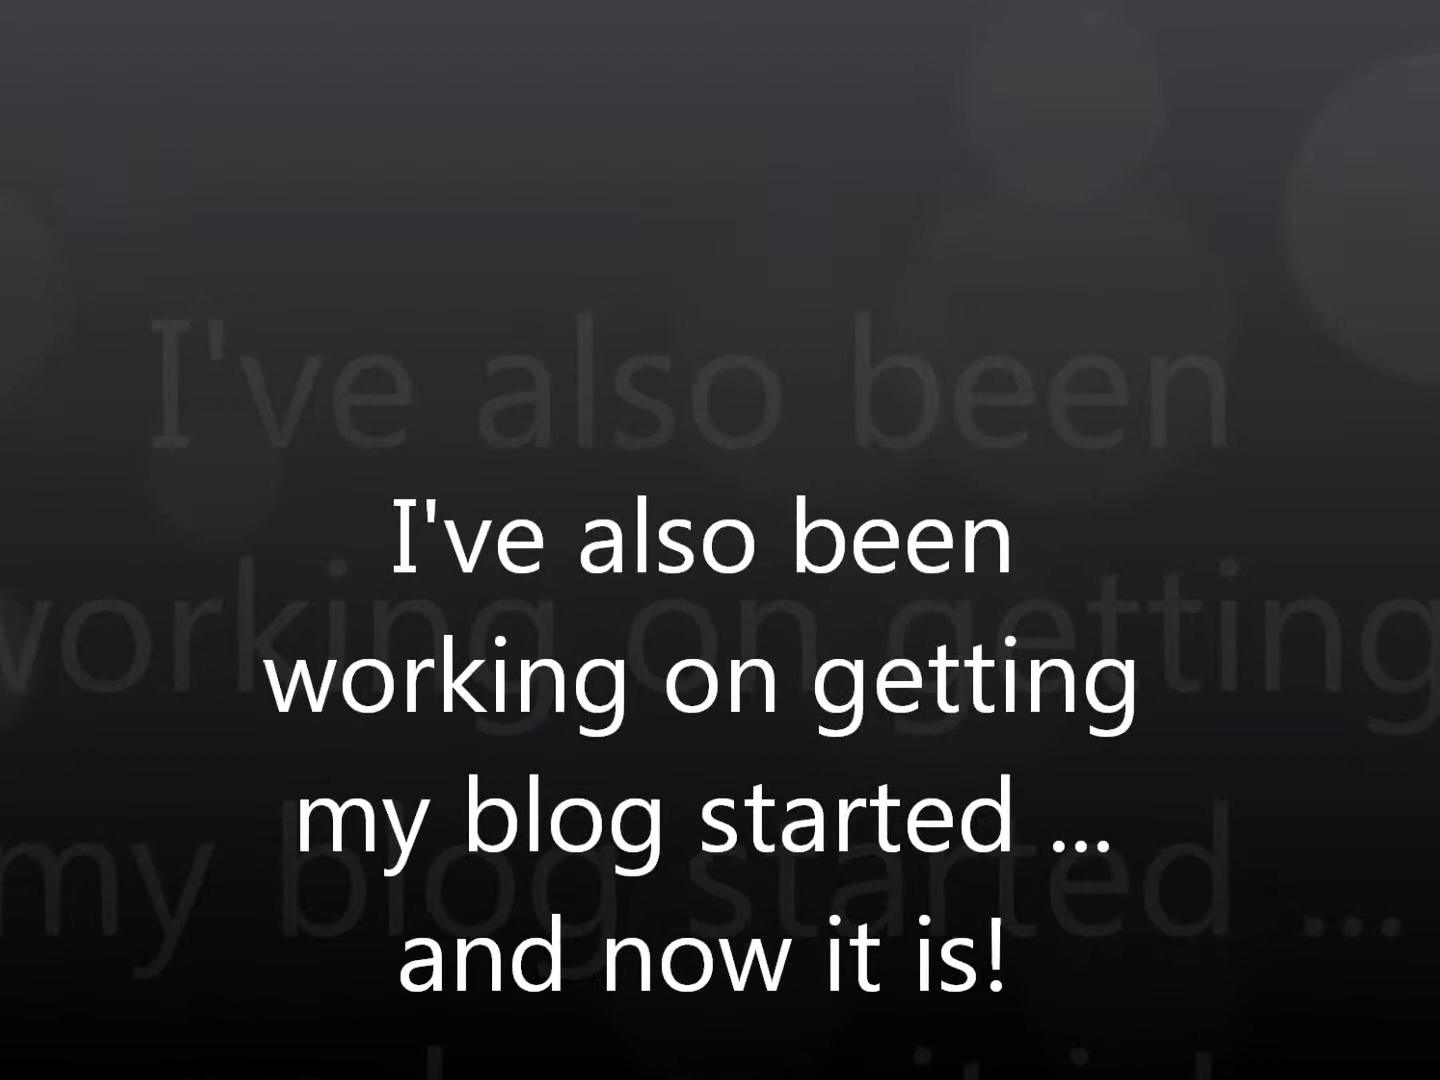 I've also been
working on getting
my blog started ...
and now it is!